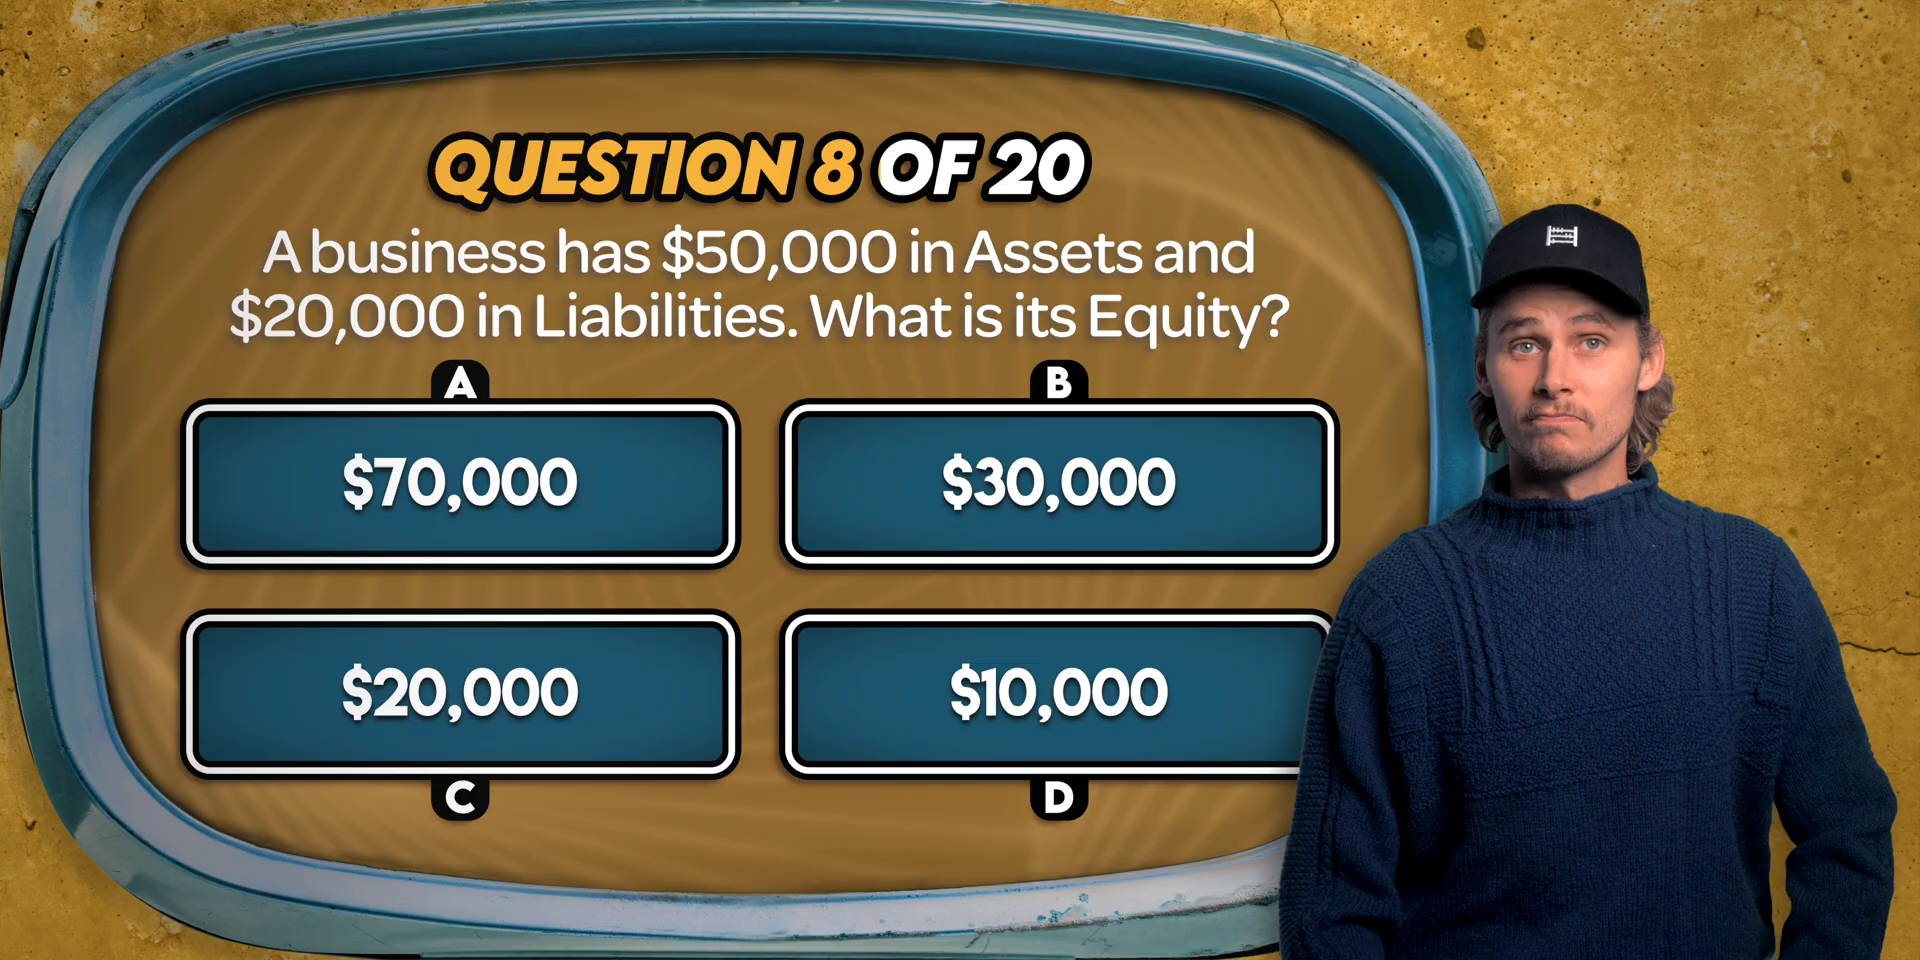 QUESTION 8 OF 20
A business has $50,000 in Assets and
$20,000 in Liabilities. What is its Equity?
A
B
$70,000
$30,000
$20,000
$10,000
C
D